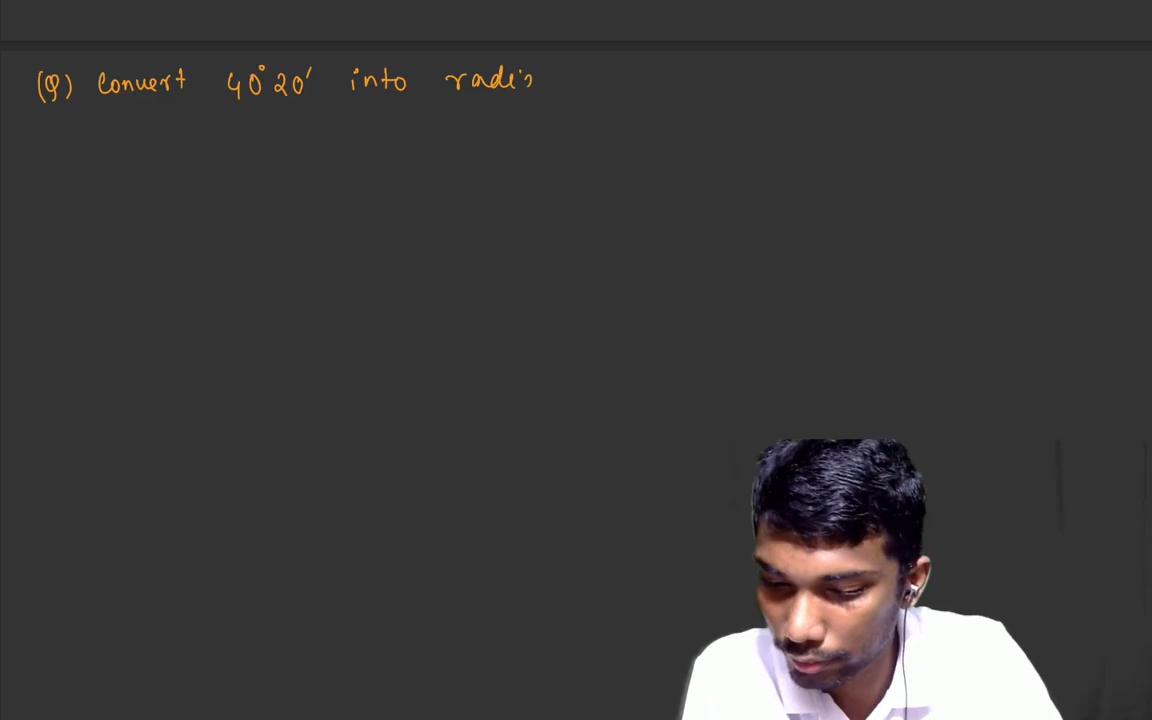 (Q) Convert 40° 20′ into radi